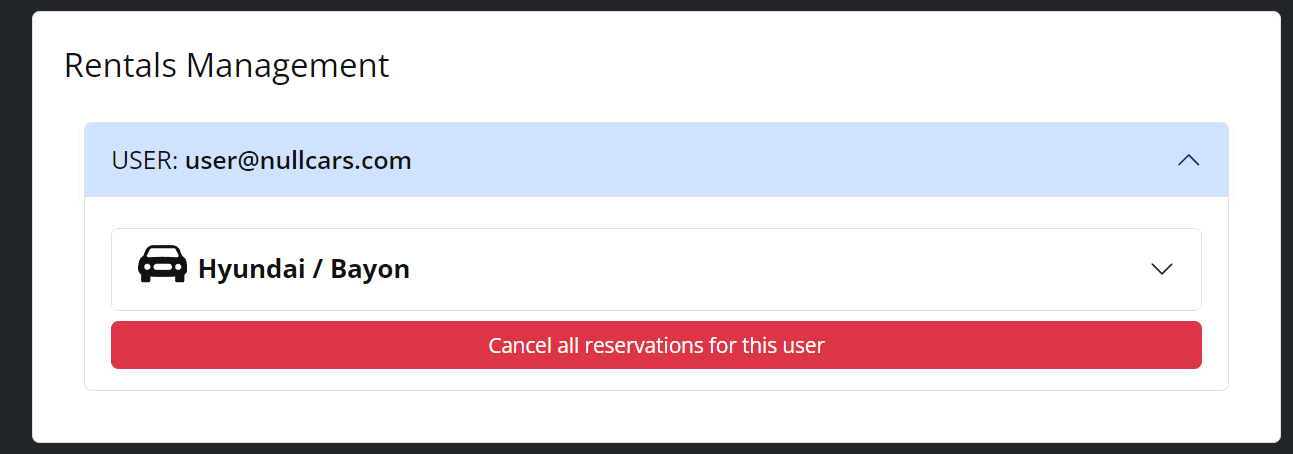 Rentals Management
USER: user@nullcars.com
Hyundai / Bayon
Cancel all reservations for this user